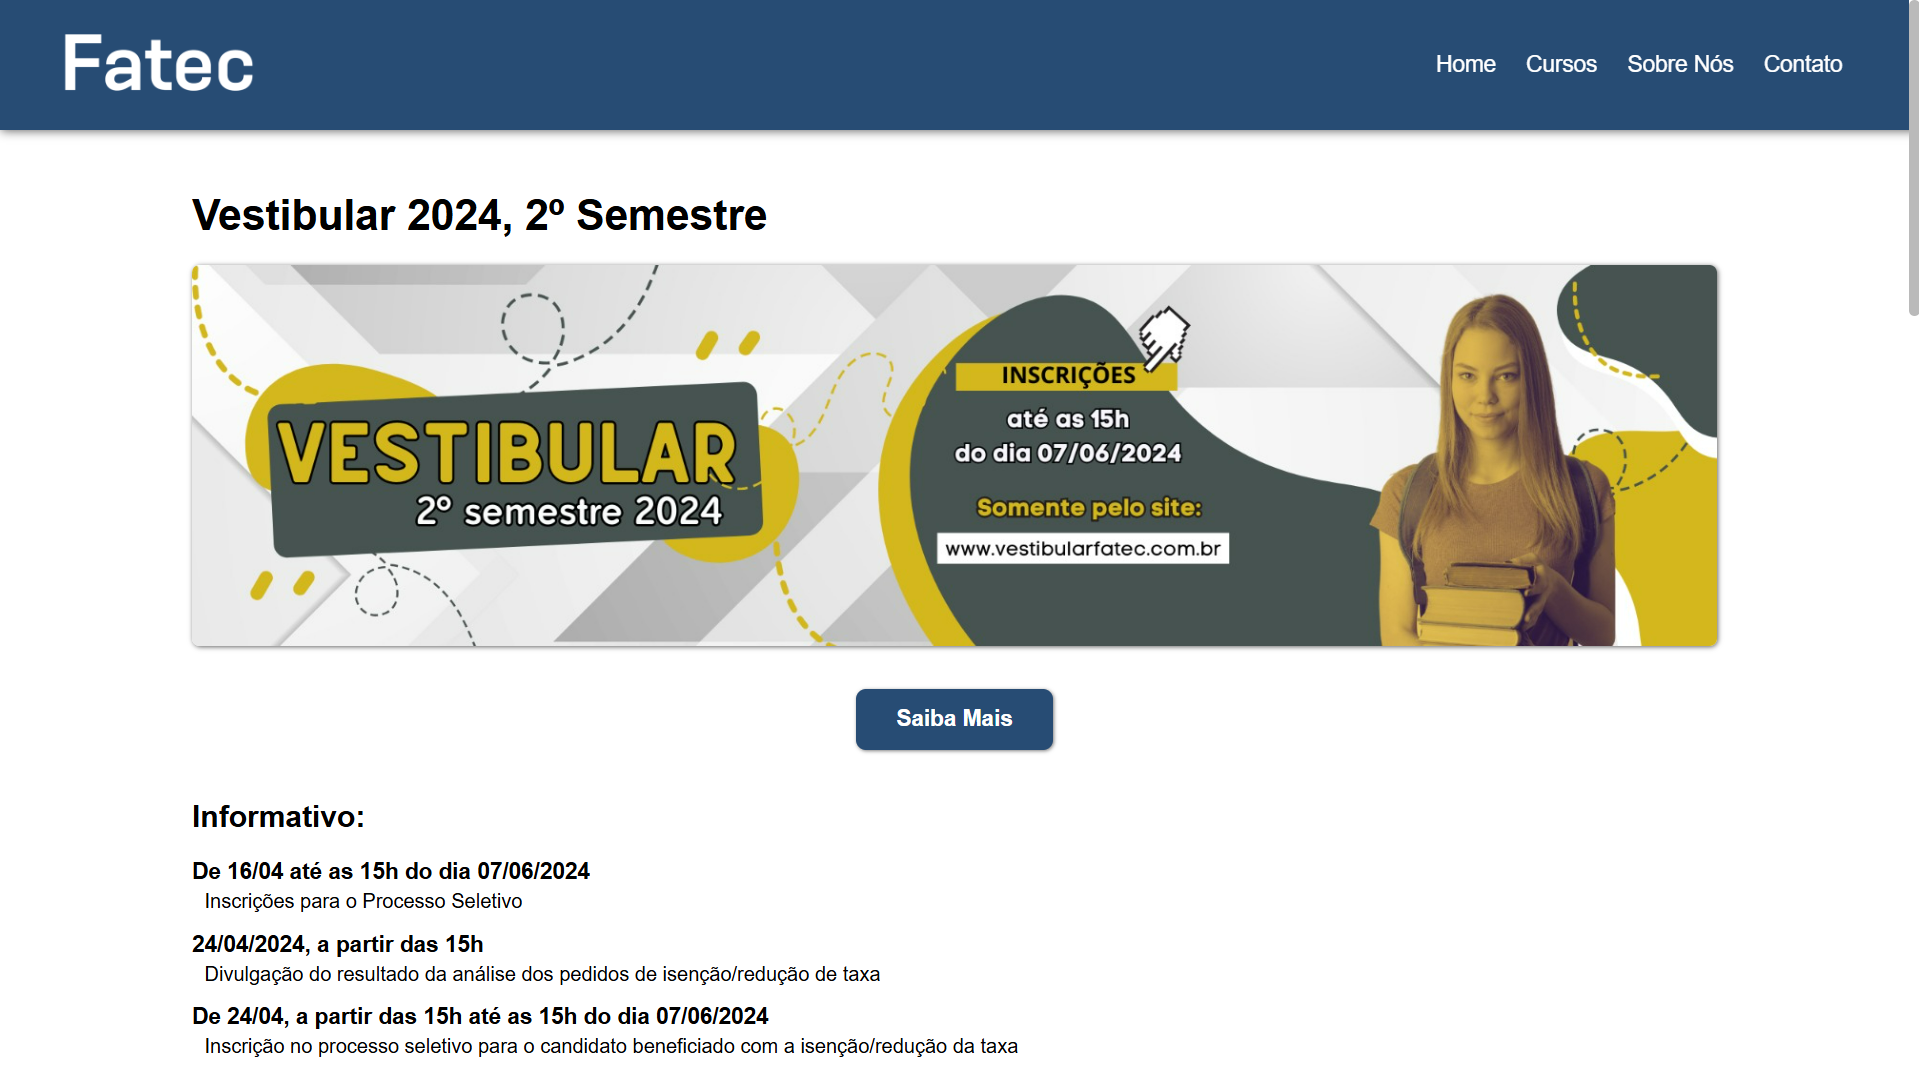 Fatec
Home Cursos Sobre Nós Contato
Vestibular 2024, 2º Semestre
VESTIBULAR
2º semestre 2024
INSCRIÇÕES
até as 15h
do dia 07/06/2024
Somente pelo site:
www.vestibularfatec.com.br
Saiba Mais
Informativo:
De 16/04 até as 15h do dia 07/06/2024
Inscrições para o Processo Seletivo
24/04/2024, a partir das 15h
Divulgação do resultado da análise dos pedidos de isenção/redução de taxa
De 24/04, a partir das 15h até as 15h do dia 07/06/2024
Inscrição no processo seletivo para o candidato beneficiado com a isenção/redução da taxa